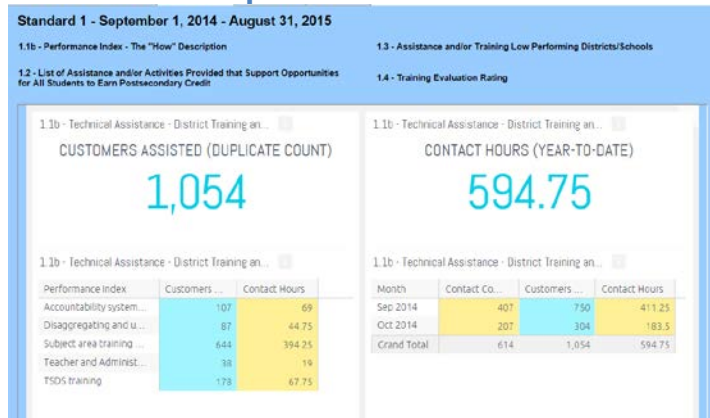 Standard 1 - September 1, 2014 - August 31, 2015
1.1b - Performance Index - The "How" Description
1.3 - Assistance and/or Training Low Performing Districts/Schools
1.2 - List of Assistance and/or Activities Provided that Support Opportunities
for All Students to Earn Postsecondary Credit
1.4 - Training Evaluation Rating
1.1b - Technical Assistance - District Training an...
CUSTOMERS ASSISTED (DUPLICATE COUNT)
1,054
1.1b - Technical Assistance - District Training an...
CONTACT HOURS (YEAR-TO-DATE)
594.75
1.1b - Technical Assistance - District Training an...
Performance Index Customers ... Contact Hours
Accountability system... 107 69
Disaggregating and u... 87 44.75
Subject area training ... 644 394.25
Teacher and Administ... 38 19
TSDS training 178 67.75
1.1b - Technical Assistance - District Training an...
Month Contact Co... Customers ... Contact Hours
Sep 2014 407 750 411.25
Oct 2014 207 304 183.5
Grand Total 614 1,054 594.75